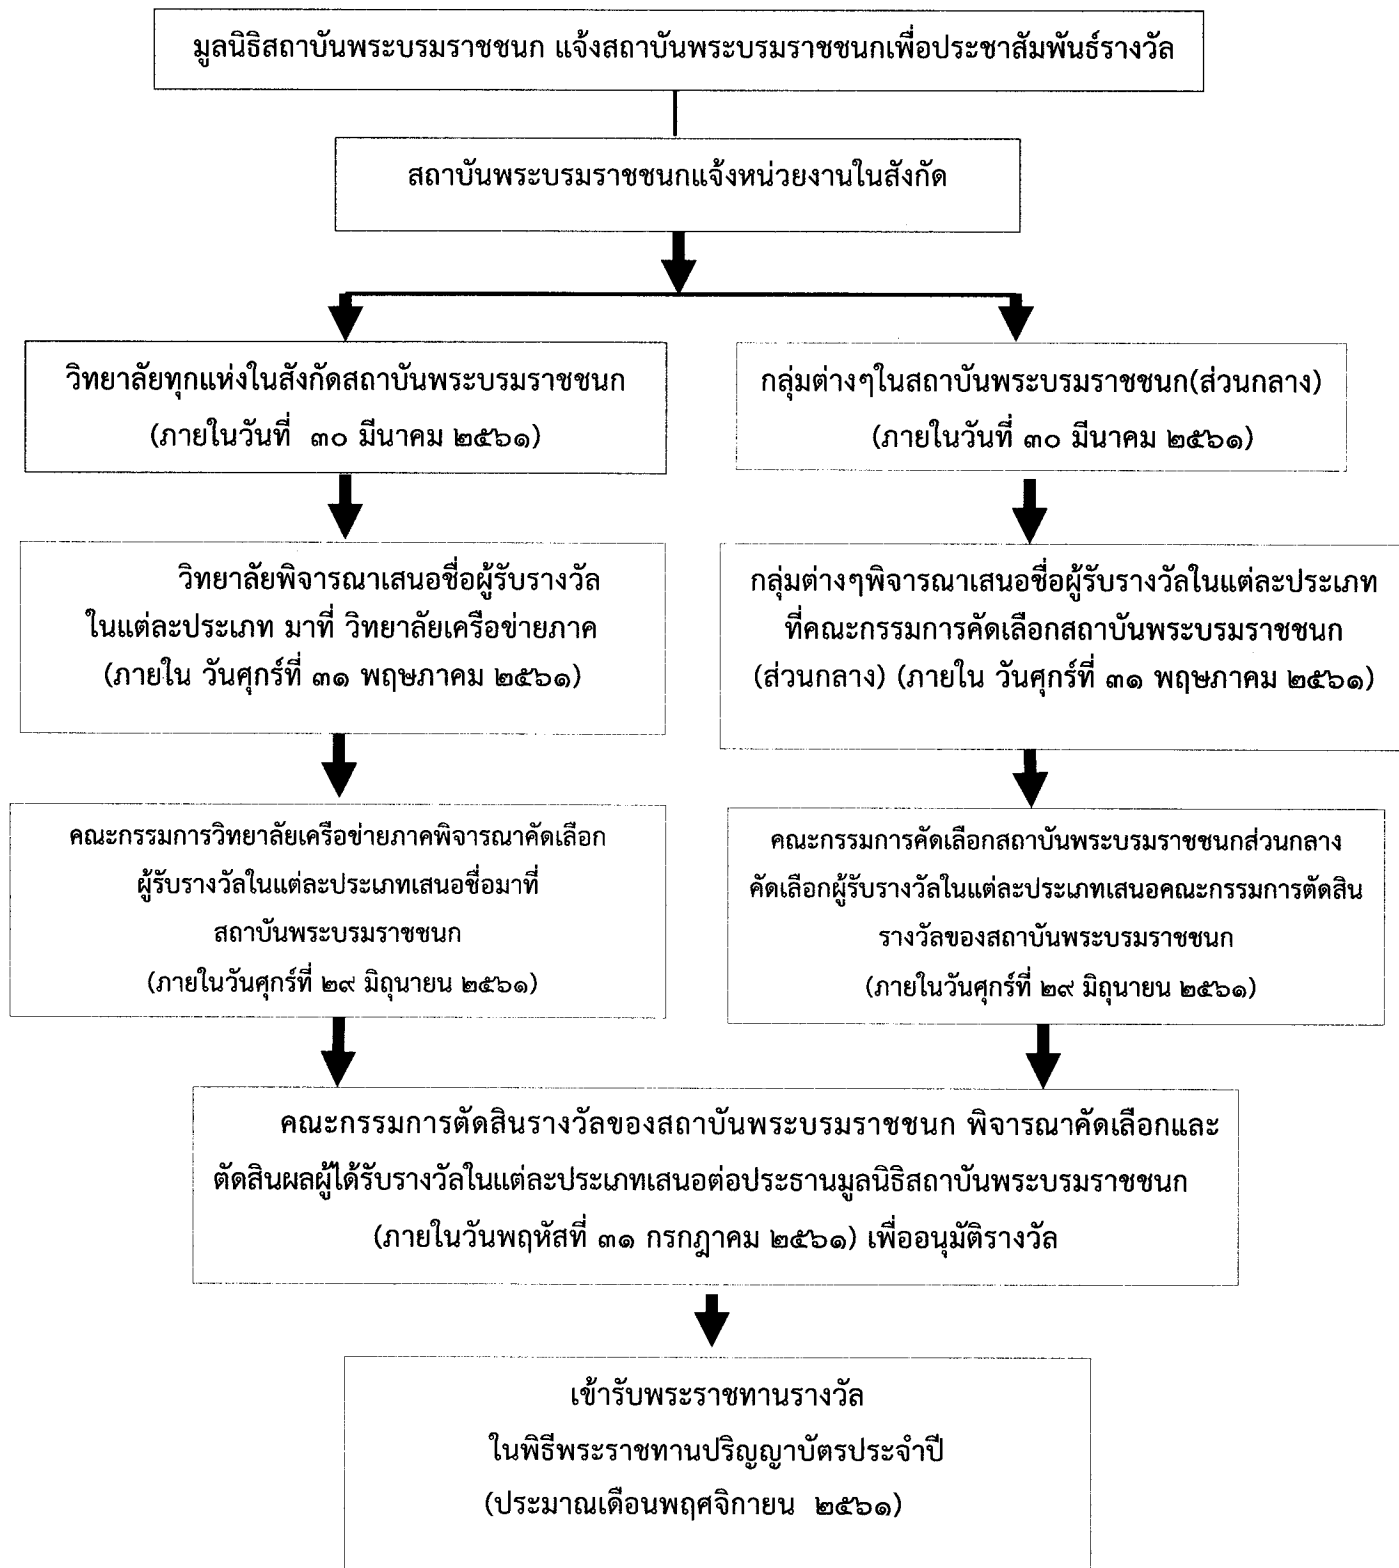 มูลนิธิสถาบันพระบรมราชชนก แจ้งสถาบันพระบรมราชชนกเพื่อประชาสัมพันธ์รางวัล
สถาบันพระบรมราชชนกแจ้งหน่วยงานในสังกัด
วิทยาลัยทุกแห่งในสังกัดสถาบันพระบรมราชชนก
(ภายในวันที่ ๓๐ มีนาคม ๒๕๖๑)
กลุ่มต่างๆในสถาบันพระบรมราชชนก(ส่วนกลาง)
(ภายในวันที่ ๓๐ มีนาคม ๒๕๖๑)
วิทยาลัยพิจารณาเสนอชื่อผู้รับรางวัล
ในแต่ละประเภท มาที่ วิทยาลัยเครือข่ายภาค
(ภายใน วันศุกร์ที่ ๓๑ พฤษภาคม ๒๕๖๑)
กลุ่มต่างๆพิจารณาเสนอชื่อผู้รับรางวัลในแต่ละประเภท
ที่คณะกรรมการคัดเลือกสถาบันพระบรมราชชนก
(ส่วนกลาง) (ภายใน วันศุกร์ที่ ๓๑ พฤษภาคม ๒๕๖๑)
คณะกรรมการวิทยาลัยเครือข่ายภาคพิจารณาคัดเลือก
ผู้รับรางวัลในแต่ละประเภทเสนอชื่อมาที่
สถาบันพระบรมราชชนก
(ภายในวันศุกร์ที่ ๒๙ มิถุนายน ๒๕๖๑)
คณะกรรมการคัดเลือกสถาบันพระบรมราชชนกส่วนกลาง
คัดเลือกผู้รับรางวัลในแต่ละประเภทเสนอคณะกรรมการตัดสิน
รางวัลของสถาบันพระบรมราชชนก
(ภายในวันศุกร์ที่ ๒๙ มิถุนายน ๒๕๖๑)
คณะกรรมการตัดสินรางวัลของสถาบันพระบรมราชชนก พิจารณาคัดเลือกและ
ตัดสินผลผู้ได้รับรางวัลในแต่ละประเภทเสนอต่อประธานมูลนิธิสถาบันพระบรมราชชนก
(ภายในวันพฤหัสที่ ๓๑ กรกฎาคม ๒๕๖๑) เพื่ออนุมัติรางวัล
เข้ารับพระราชทานรางวัล
ในพิธีพระราชทานปริญญาบัตรประจำปี
(ประมาณเดือนพฤศจิกายน ๒๕๖๑)